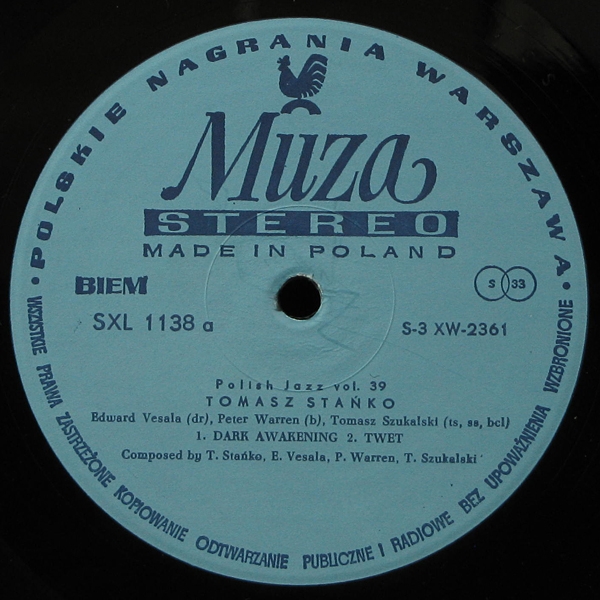 • POLSKIE NAGRANIA WARSZAWA •
Muza
STEREO
MADE IN POLAND
BIEM
S 33
SXL 1138 a
S-3 XW-2361
Polish Jazz vol. 39
TOMASZ STAŃKO
Edward Vesala (dr), Peter Warren (b), Tomasz Szukalski (ts, ss, bcl)
1. DARK AWAKENING 2. TWET
Composed by T. Stańko, E. Vesala, P. Warren, T. Szukalski
WSZYSTKIE PRAWA ZASTRZEŻONE KOPIOWANIE ODTWARZANIE PUBLICZNE I RADIOWE BEZ UPOWAŻNIENIA WZBRONIONE